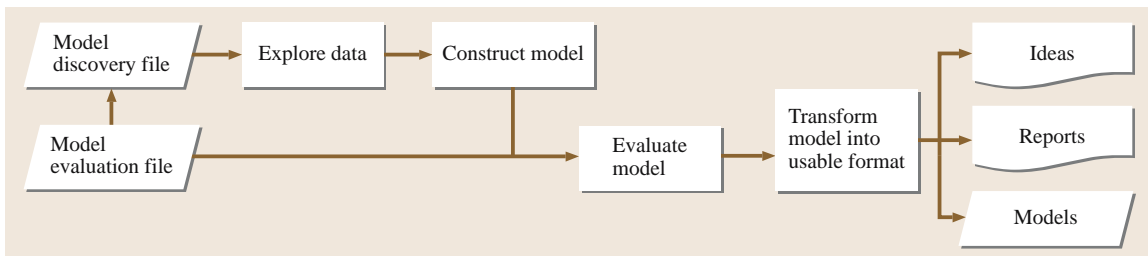 Model
discovery file
Explore data
Construct model
Ideas
Model
evaluation file
Evaluate
model
Transform
model into
usable format
Reports
Models